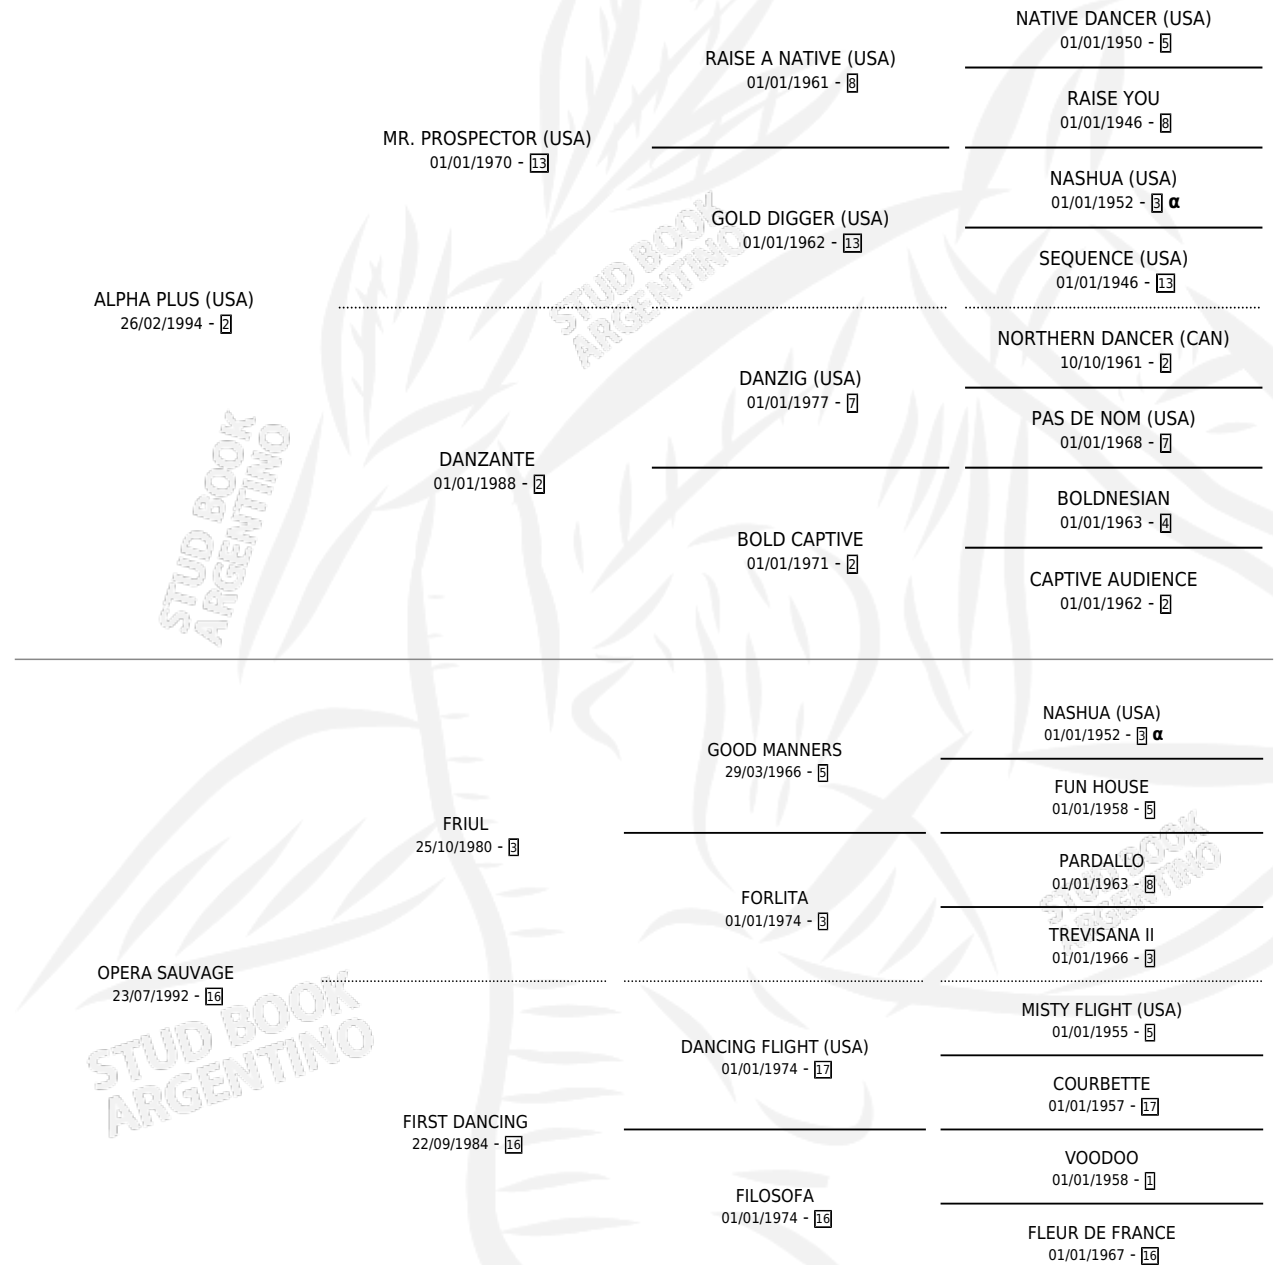 NATIVE DANCER (USA)
01/01/1950 - 5
RAISE A NATIVE (USA)
01/01/1961 - 8
RAISE YOU
01/01/1946 - 8
MR. PROSPECTOR (USA)
01/01/1970 - 13
NASHUA (USA)
01/01/1952 - 3 α
GOLD DIGGER (USA)
01/01/1962 - 13
SEQUENCE (USA)
01/01/1946 - 13
ALPHA PLUS (USA)
26/02/1994 - 2
NORTHERN DANCER (CAN)
10/10/1961 - 2
DANZIG (USA)
01/01/1977 - 7
PAS DE NOM (USA)
01/01/1968 - 7
DANZANTE
01/01/1988 - 2
BOLDNESIAN
01/01/1963 - 4
BOLD CAPTIVE
01/01/1971 - 2
CAPTIVE AUDIENCE
01/01/1962 - 2
NASHUA (USA)
01/01/1952 - 3 α
GOOD MANNERS
29/03/1966 - 5
FUN HOUSE
01/01/1958 - 5
FRIUL
25/10/1980 - 3
PARDALLO
01/01/1963 - 8
FORLITA
01/01/1974 - 3
TREVISANA II
01/01/1966 - 3
OPERA SAUVAGE
23/07/1992 - 16
MISTY FLIGHT (USA)
01/01/1955 - 5
DANCING FLIGHT (USA)
01/01/1974 - 17
COURBETTE
01/01/1957 - 17
FIRST DANCING
22/09/1984 - 16
VOODOO
01/01/1958 - 1
FILOSOFA
01/01/1974 - 16
FLEUR DE FRANCE
01/01/1967 - 16
STUD BOOK
ARGENTINO
STUD BOOK
ARGENTINO
STUD BOOK
ARGENTINO
STUD BOOK
ARGENTINO